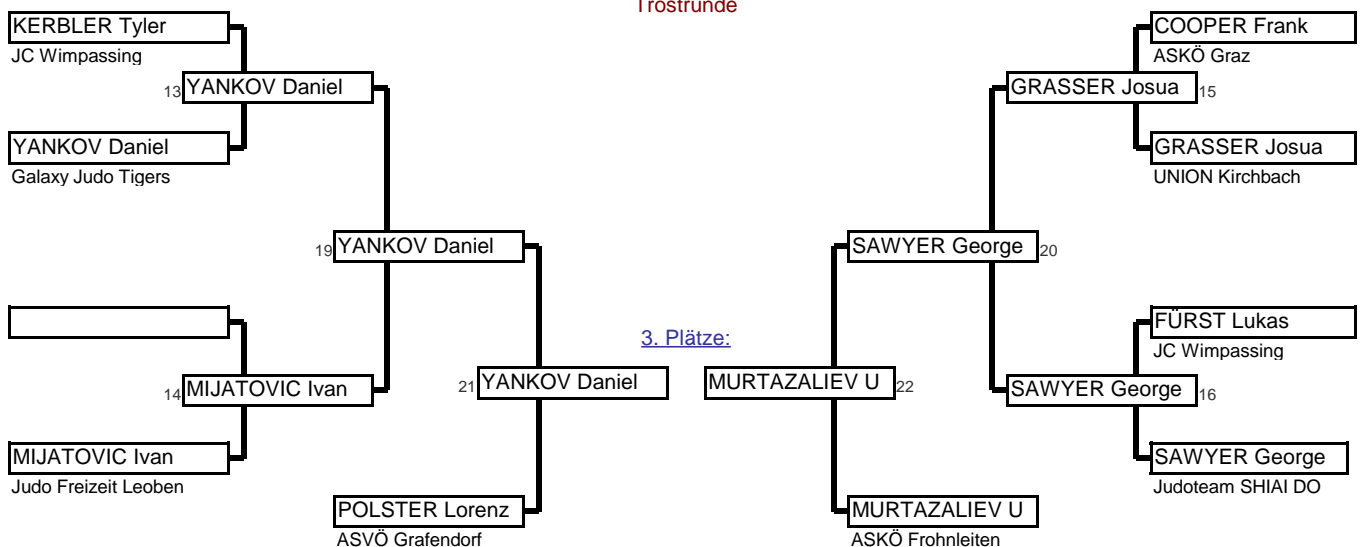 Trostrunde
KERBLER Tyler
JC Wimpassing
13 YANKOV Daniel
YANKOV Daniel
Galaxy Judo Tigers
19 YANKOV Daniel
MIJATOVIC Ivan
Judo Freizeit Leoben
14 MIJATOVIC Ivan
21 YANKOV Daniel
POLSTER Lorenz
ASVÖ Grafendorf
3. Plätze:
COOPER Frank
ASKÖ Graz
GRASSER Josua 15
GRASSER Josua
UNION Kirchbach
SAWYER George 20
FÜRST Lukas
JC Wimpassing
SAWYER George 16
SAWYER George
Judoteam SHIAI DO
MURTAZALIEV U 22
MURTAZALIEV U
ASKÖ Frohnleiten